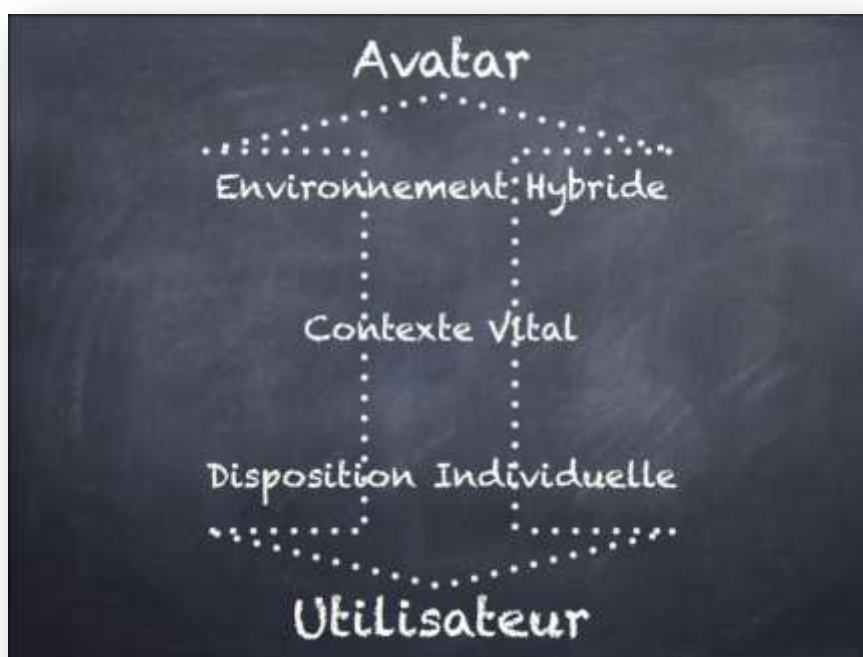 Avatar
Environnement Hybride
Contexte Vital
Disposition Individuelle
Utilisateur